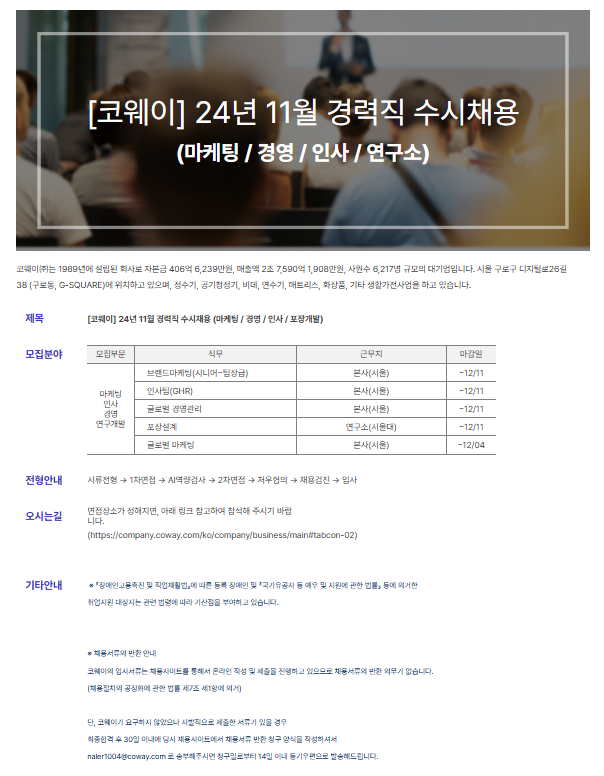 [코웨이] 24년 11월 경력직 수시채용
(마케팅 / 경영 / 인사 / 연구소)
코웨이㈜는 1989년에 설립된 회사로 자본금 406억 6,239만원, 매출액 2조 7,590억 1,908만원, 사원수 6,217명 규모의 대기업입니다. 서울 구로구 디지털로26길
38 (구로동, G-SQUARE)에 위치하고 있으며, 정수기, 공기청정기, 비데, 연수기, 매트리스, 화장품, 기타 생활가전사업을 하고 있습니다.
제목 [코웨이] 24년 11월 경력직 수시채용 (마케팅 / 경영 / 인사 / 포장개발)
모집분야
모집부문 직무 근무지 마감일
마케팅
인사
경영
연구개발
브랜드마케팅(시니어~팀장급) 본사(서울) ~12/11
인사팀(GHR) 본사(서울) ~12/11
글로벌 경영관리 본사(서울) ~12/11
포장설계 연구소(서울대) ~12/11
글로벌 마케팅 본사(서울) ~12/04
전형안내 서류전형 → 1차면접 → AI역량검사 → 2차면접 → 처우협의 → 채용검진 → 입사
오시는길 면접장소가 정해지면, 아래 링크 참고하여 참석해 주시기 바랍
니다.
(https://company.coway.com/ko/company/business/main#tabcon-02)
기타안내 ※ 『장애인고용촉진 및 직업재활법』에 따른 등록 장애인 및 『국가유공자 등 예우 및 지원에 관한 법률』 등에 의거한
취업지원 대상자는 관련 법령에 따라 가산점을 부여하고 있습니다.
※ 채용서류의 반환 안내
코웨이의 입사서류는 채용사이트를 통해서 온라인 작성 및 제출을 진행하고 있으므로 채용서류의 반환 의무가 없습니다.
(채용절차의 공정화에 관한 법률 제7조 제1항에 의거)
단, 코웨이가 요구하지 않았으나 자발적으로 제출한 서류가 있을 경우
최종합격 후 30일 이내에 당시 채용사이트에서 채용서류 반환 청구 양식을 작성하셔서
naler1004@coway.com 로 송부해주시면 청구일로부터 14일 이내 등기우편으로 발송해드립니다.